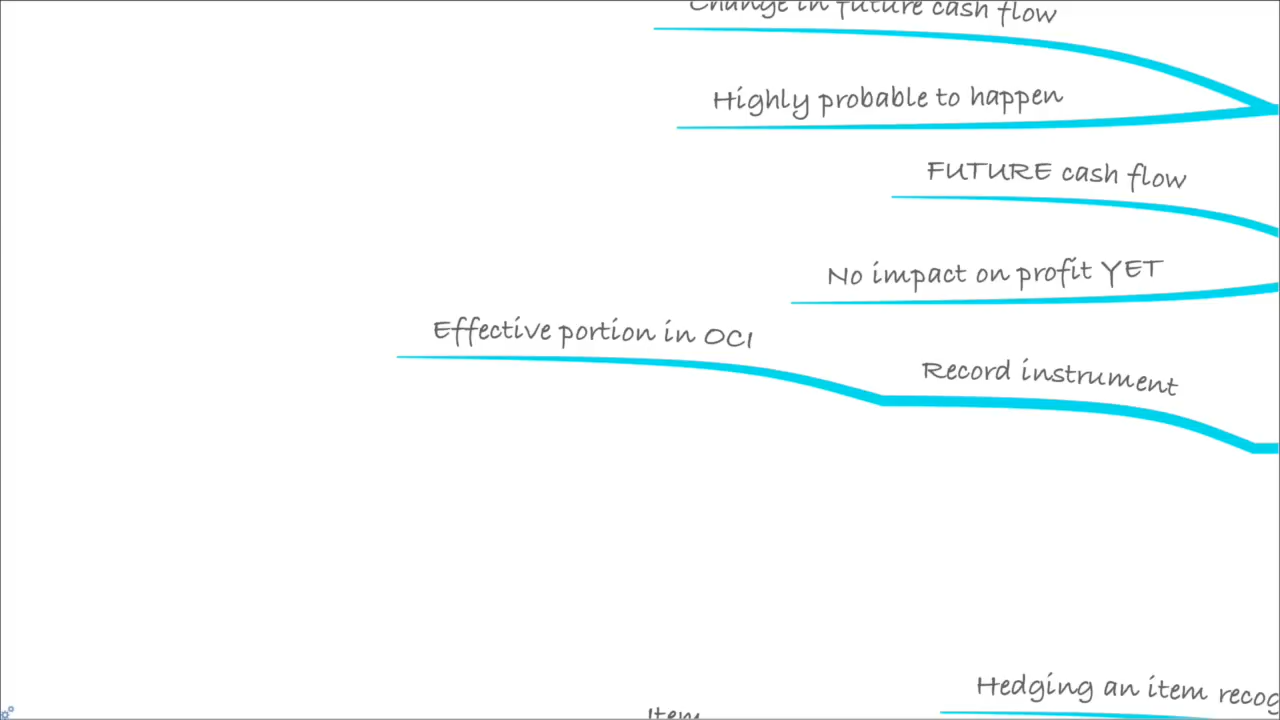 Change in future cash flow
Highly probable to happen
FUTURE cash flow
No impact on profit YET
Effective portion in OCI
Record instrument
Hedging an item recog
Item